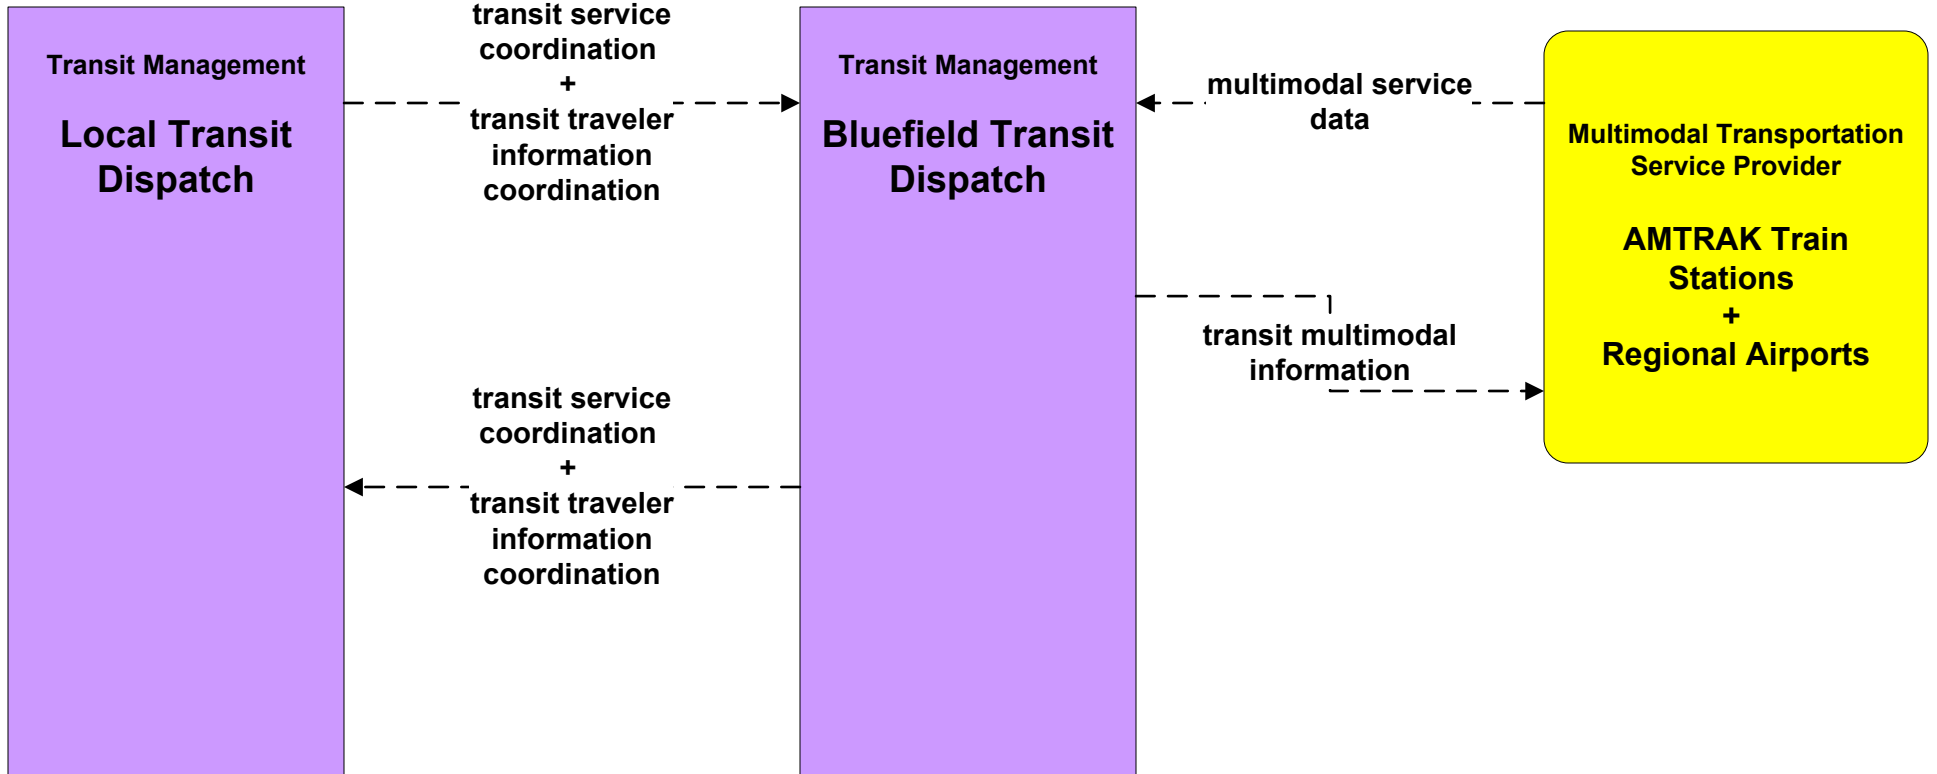 Transit Management
Local Transit
Dispatch
transit service
coordination
+
transit traveler
information
coordination
transit service
coordination
+
transit traveler
information
coordination
Transit Management
Bluefield Transit
Dispatch
multimodal service
data
transit multimodal
information
Multimodal Transportation
Service Provider
AMTRAK Train
Stations
+
Regional Airports